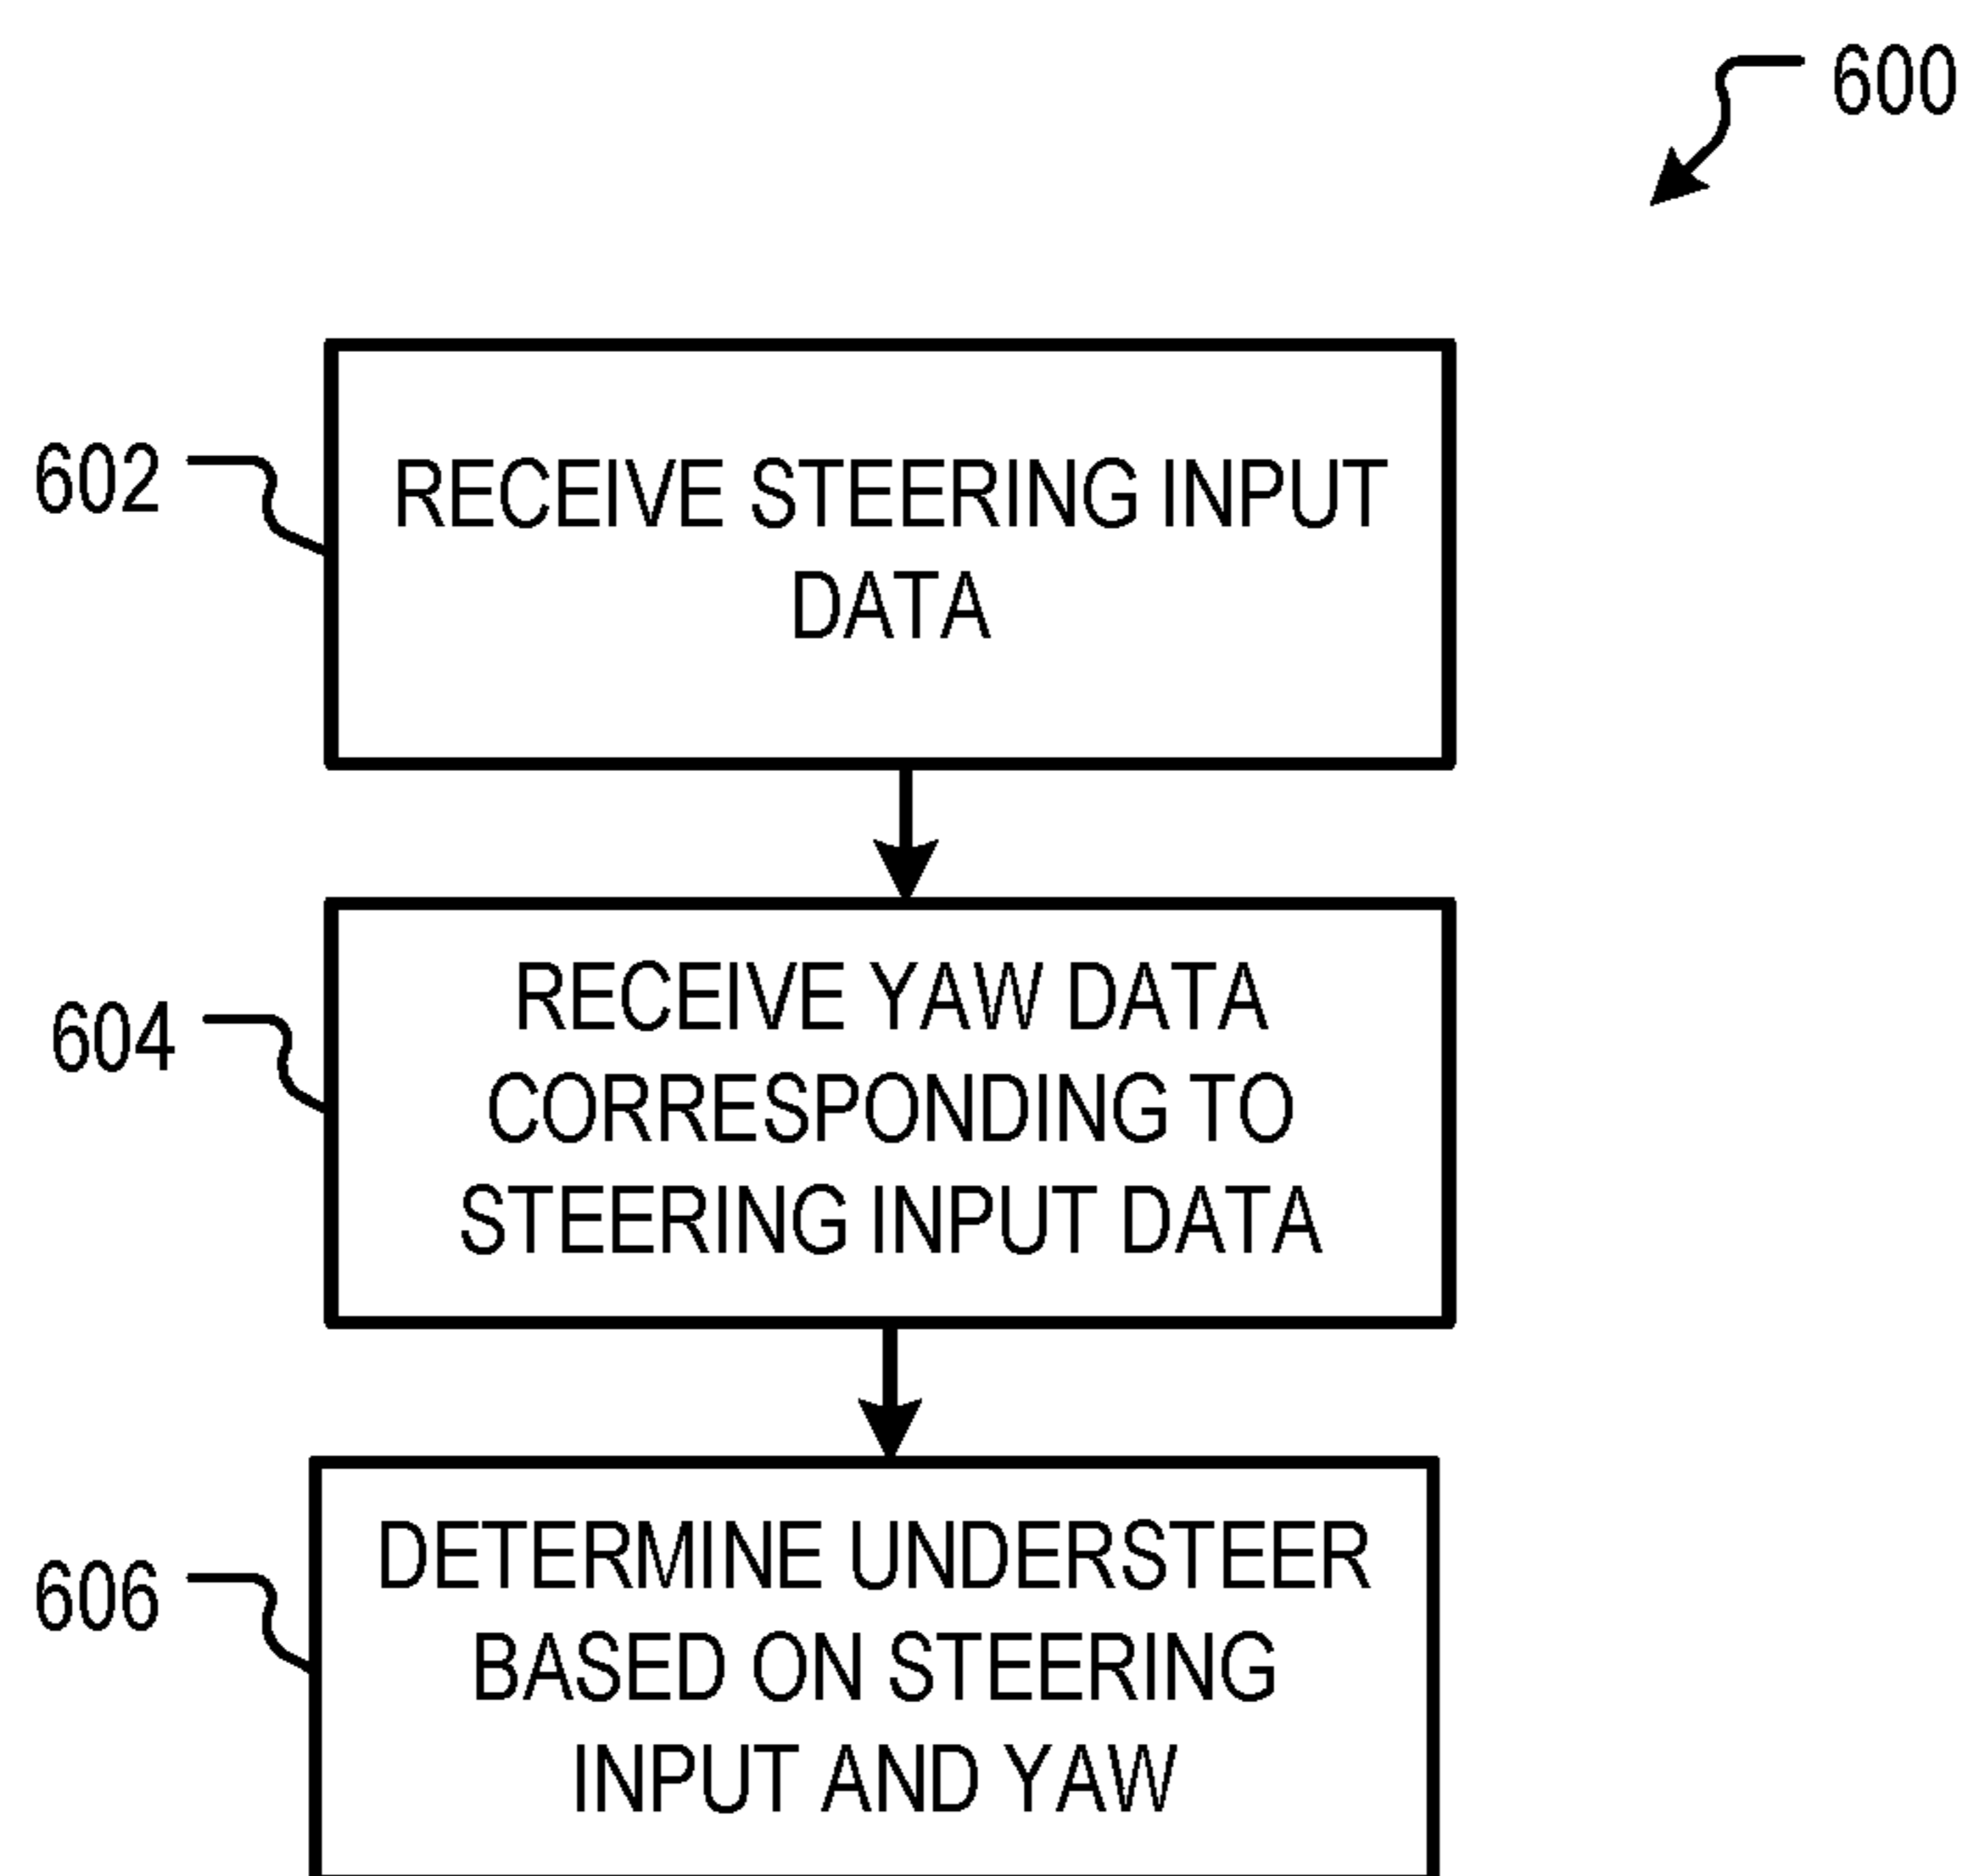 600
602
RECEIVE STEERING INPUT
DATA
604
RECEIVE YAW DATA
CORRESPONDING TO
STEERING INPUT DATA
606
DETERMINE UNDERSTEER
BASED ON STEERING
INPUT AND YAW